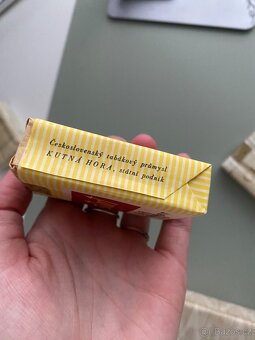 Československý tabákový průmysl
KUTNÁ HORA, státní podnik